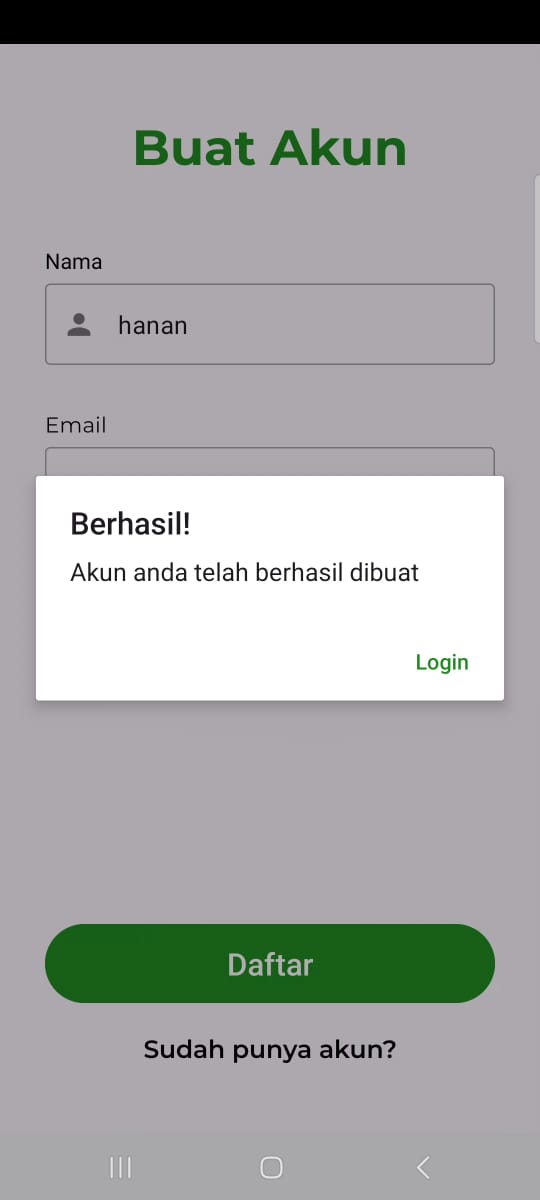 Buat Akun
Nama
hanan
Email
Berhasil!
Akun anda telah berhasil dibuat
Login
Daftar
Sudah punya akun?